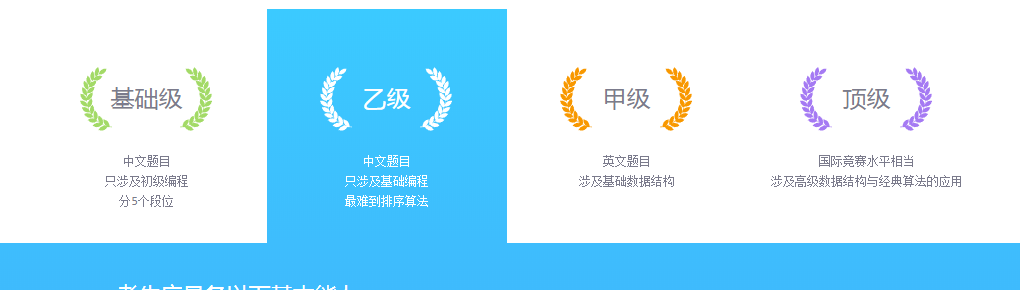 基础级
中文题目
只涉及初级编程
分5个段位
乙级
中文题目
只涉及基础编程
最难到排序算法
甲级
英文题目
涉及基础数据结构
顶级
国际竞赛水平相当
涉及高级数据结构与经典算法的应用